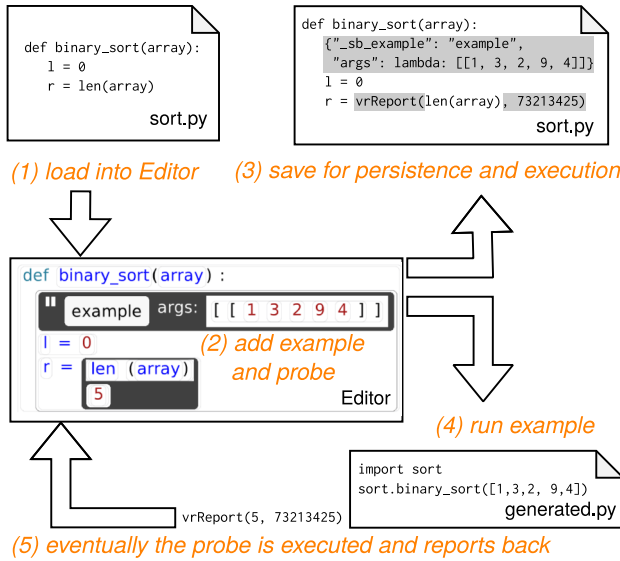 def binary_sort(array):
l = 0
r = len(array)
sort.py
def binary_sort(array):
{"_sb_example": "example",
"args": lambda: [[1, 3, 2, 9, 4]]}
l = 0
r = vrReport(len(array), 73213425)
sort.py
(1) load into Editor
(3) save for persistence and execution
def binary_sort(array) :
example args: [ [ 1 3 2 9 4 ] ]
l = 0
(2) add example
and probe
r = len (array)
5
Editor
(4) run example
import sort
sort.binary_sort([1,3,2, 9,4])
generated.py
vrReport(5, 73213425)
(5) eventually the probe is executed and reports back